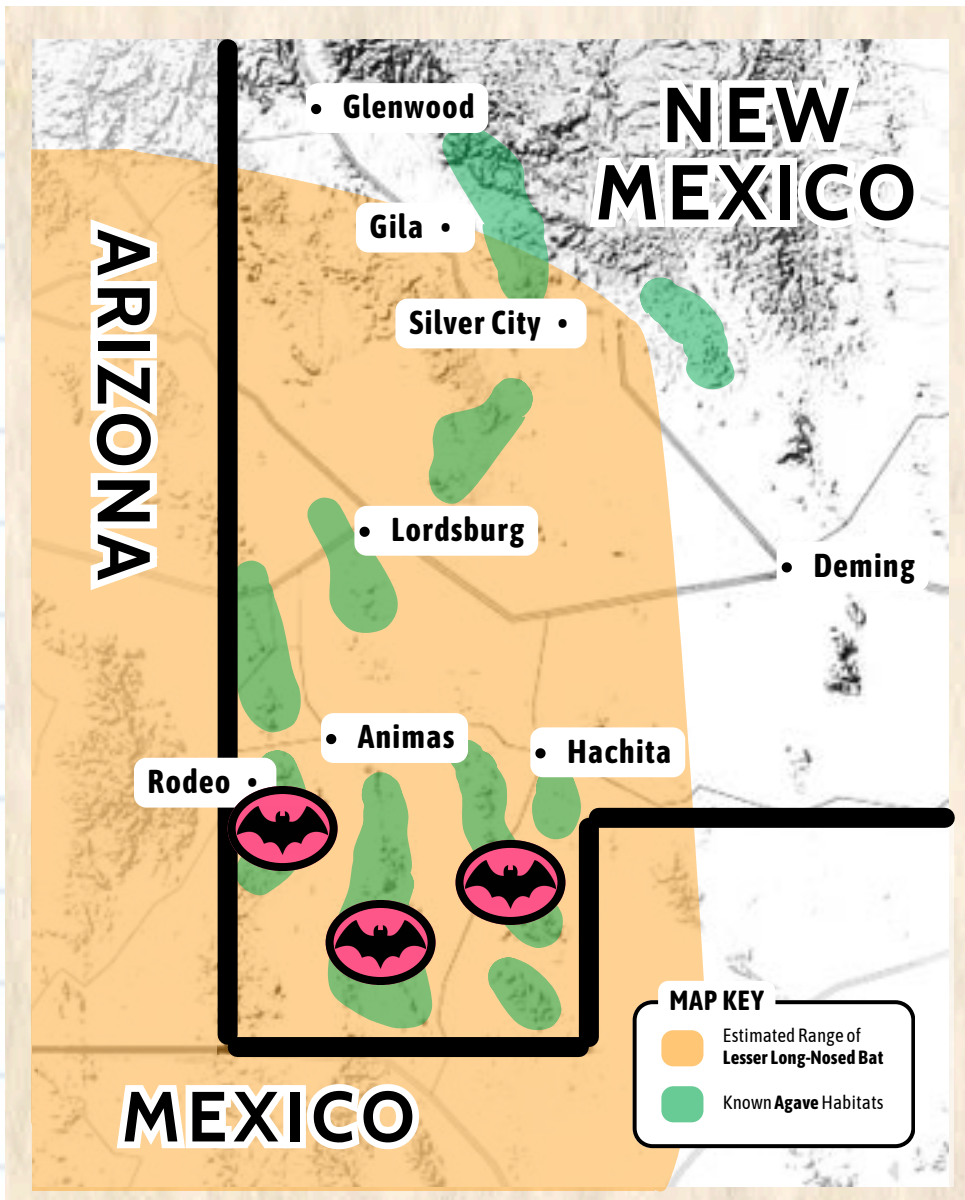 NEW
MEXICO
Glenwood
ARIZONA
Gila
Silver City
Lordsburg
Deming
Animas
Hachita
Rodeo
MAP KEY
Estimated Range of
Lesser Long-Nosed Bat
Known Agave Habitats
MEXICO